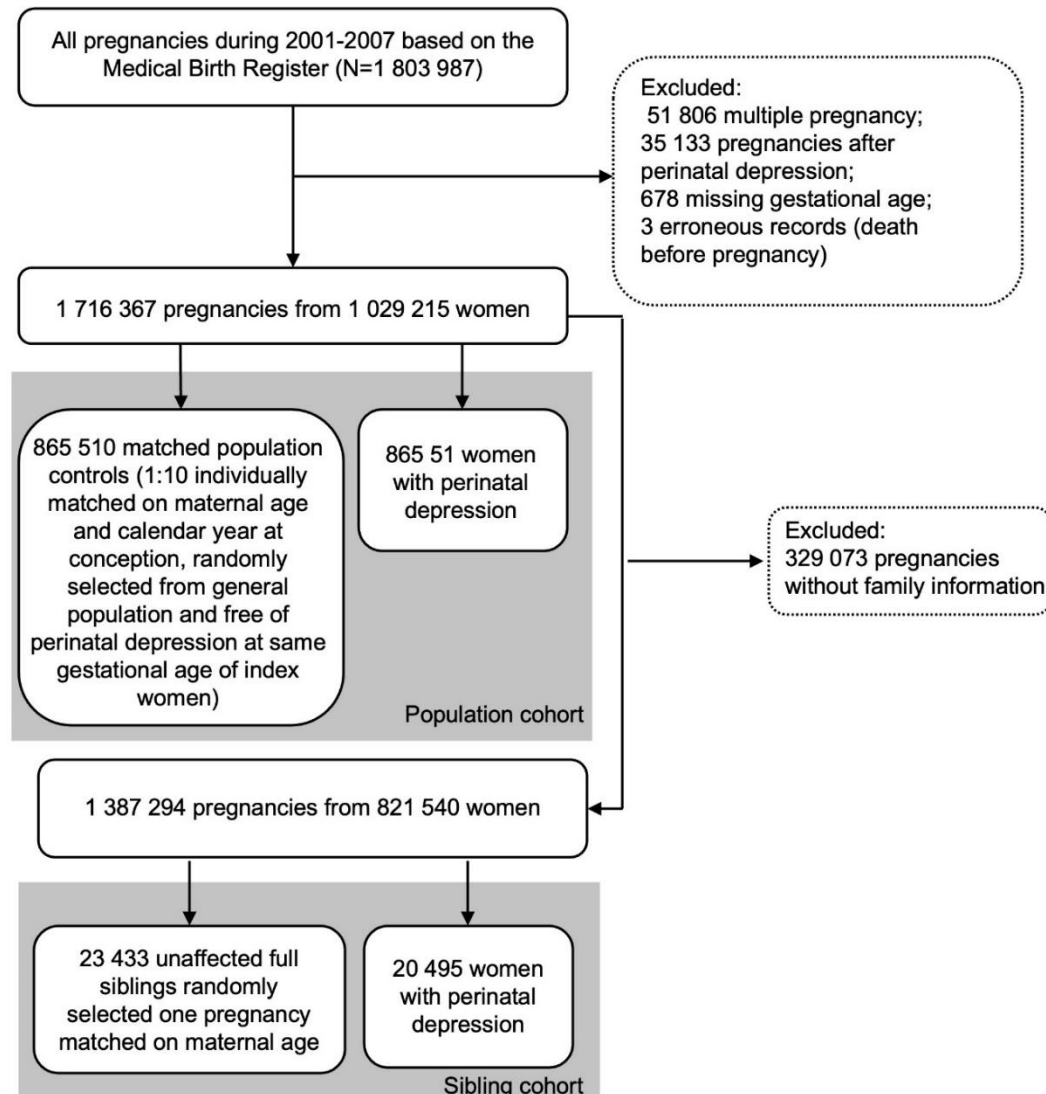 All pregnancies during 2001-2007 based on the
Medical Birth Register (N=1 803 987)
Excluded:
51 806 multiple pregnancy;
35 133 pregnancies after
perinatal depression;
678 missing gestational age;
3 erroneous records (death
before pregnancy)
1 716 367 pregnancies from 1 029 215 women
865 510 matched population
controls (1:10 individually
matched on maternal age
and calendar year at
conception, randomly
selected from general
population and free of
perinatal depression at same
gestational age of index
women)
865 51 women
with perinatal
depression
Population cohort
Excluded:
329 073 pregnancies
without family information
1 387 294 pregnancies from 821 540 women
23 433 unaffected full
siblings randomly
selected one pregnancy
matched on maternal age
20 495 women
with perinatal
depression
Sibling cohort